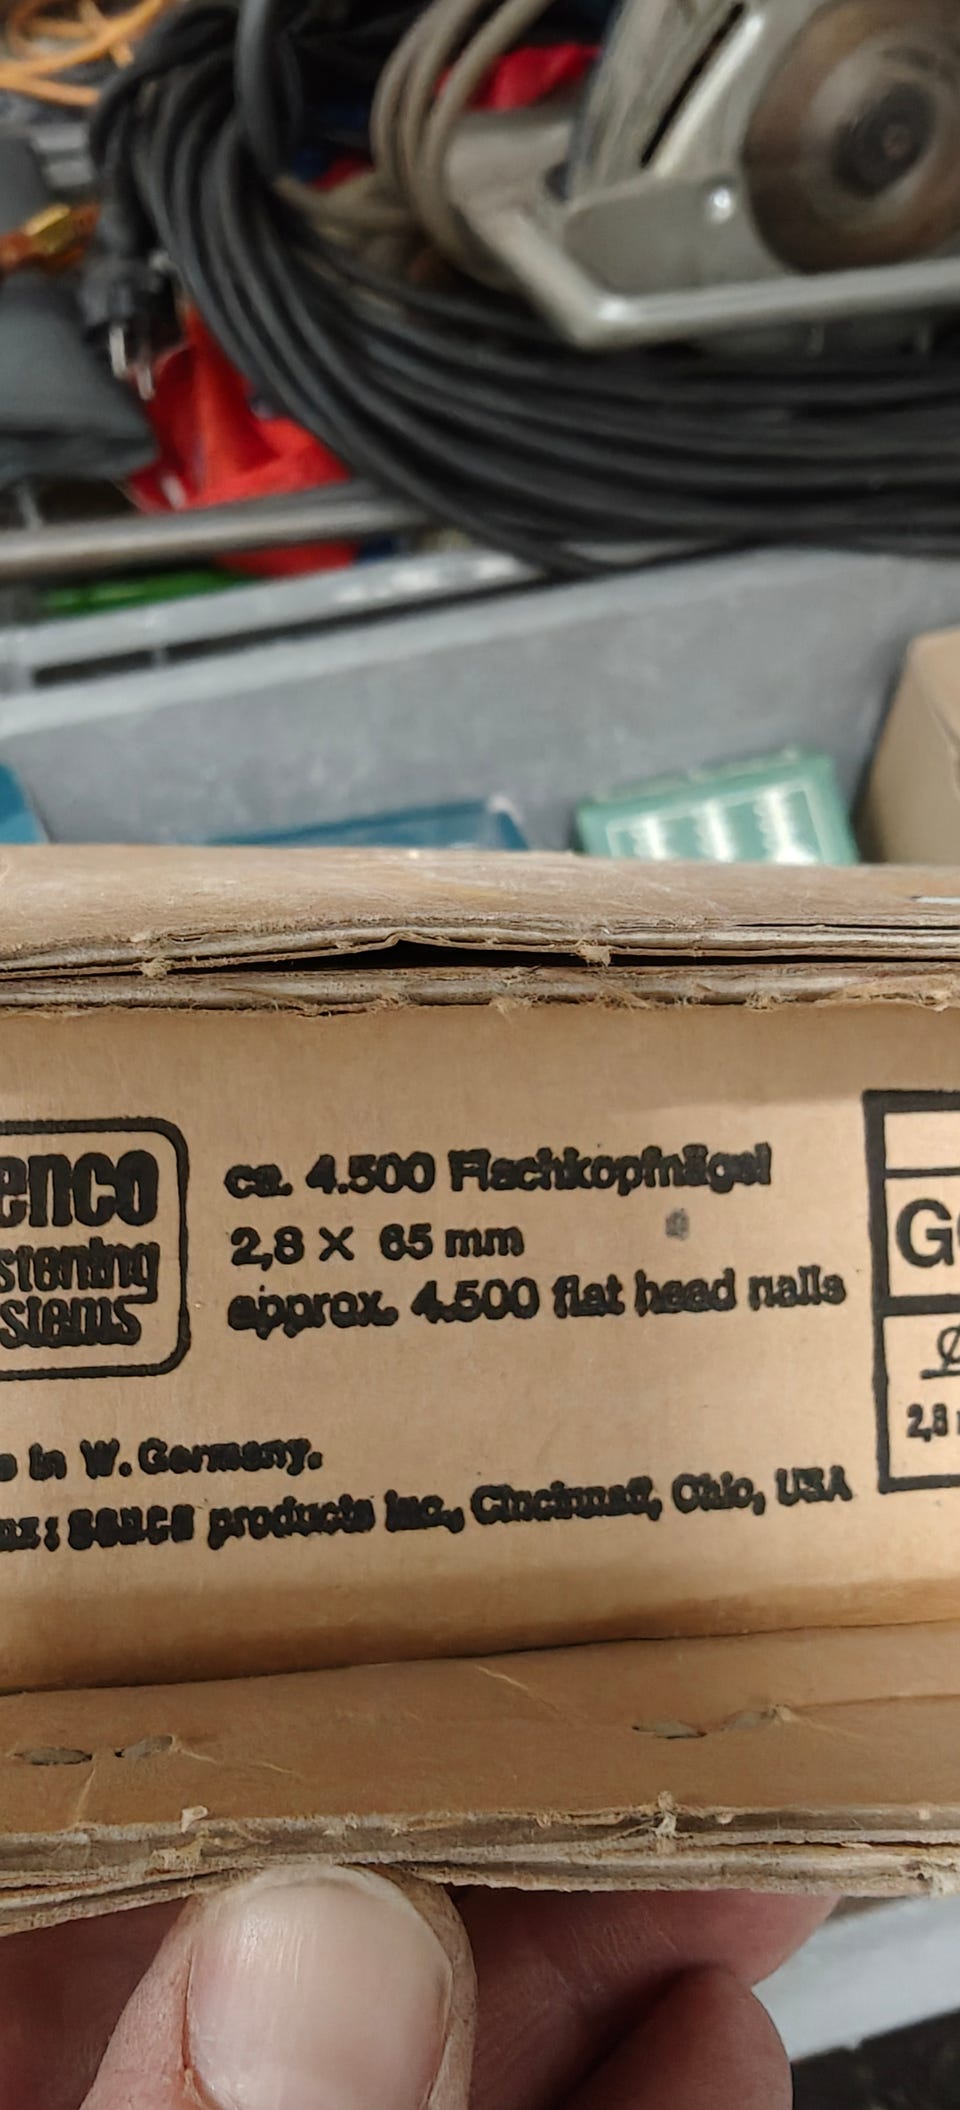 enco
stening
stems
ca. 4.500 Flachkopfnägel
2,8 X 65 mm
approx. 4.500 flat head nails
in W. Germany.
: senco products inc., Cincinnati, Ohio, USA
G
Ø
2,8